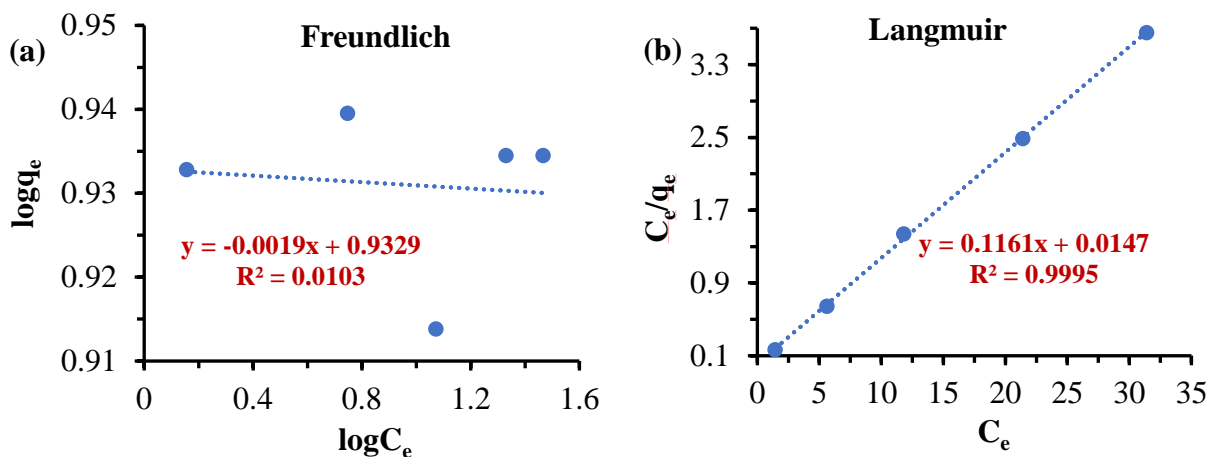 (a)
Freundlich
0.95
0.94
0.93
0.92
0.91
logqe
y = -0.0019x + 0.9329
R² = 0.0103
0
0.4
0.8
1.2
1.6
logCe
(b)
Langmuir
3.3
2.5
1.7
0.9
0.1
Ce/qe
y = 0.1161x + 0.0147
R² = 0.9995
0
5
10
15
20
25
30
35
Ce